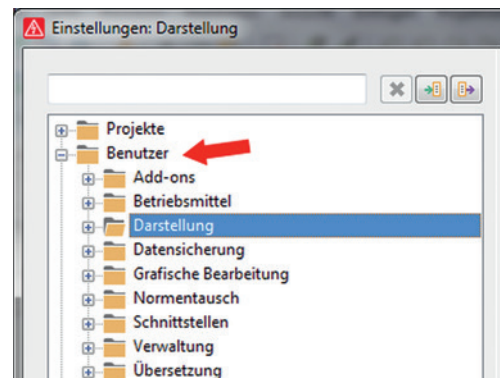 Einstellungen: Darstellung
Projekte
Benutzer
Add-ons
Betriebsmittel
Darstellung
Datensicherung
Grafische Bearbeitung
Normentausch
Schnittstellen
Verwaltung
Übersetzung